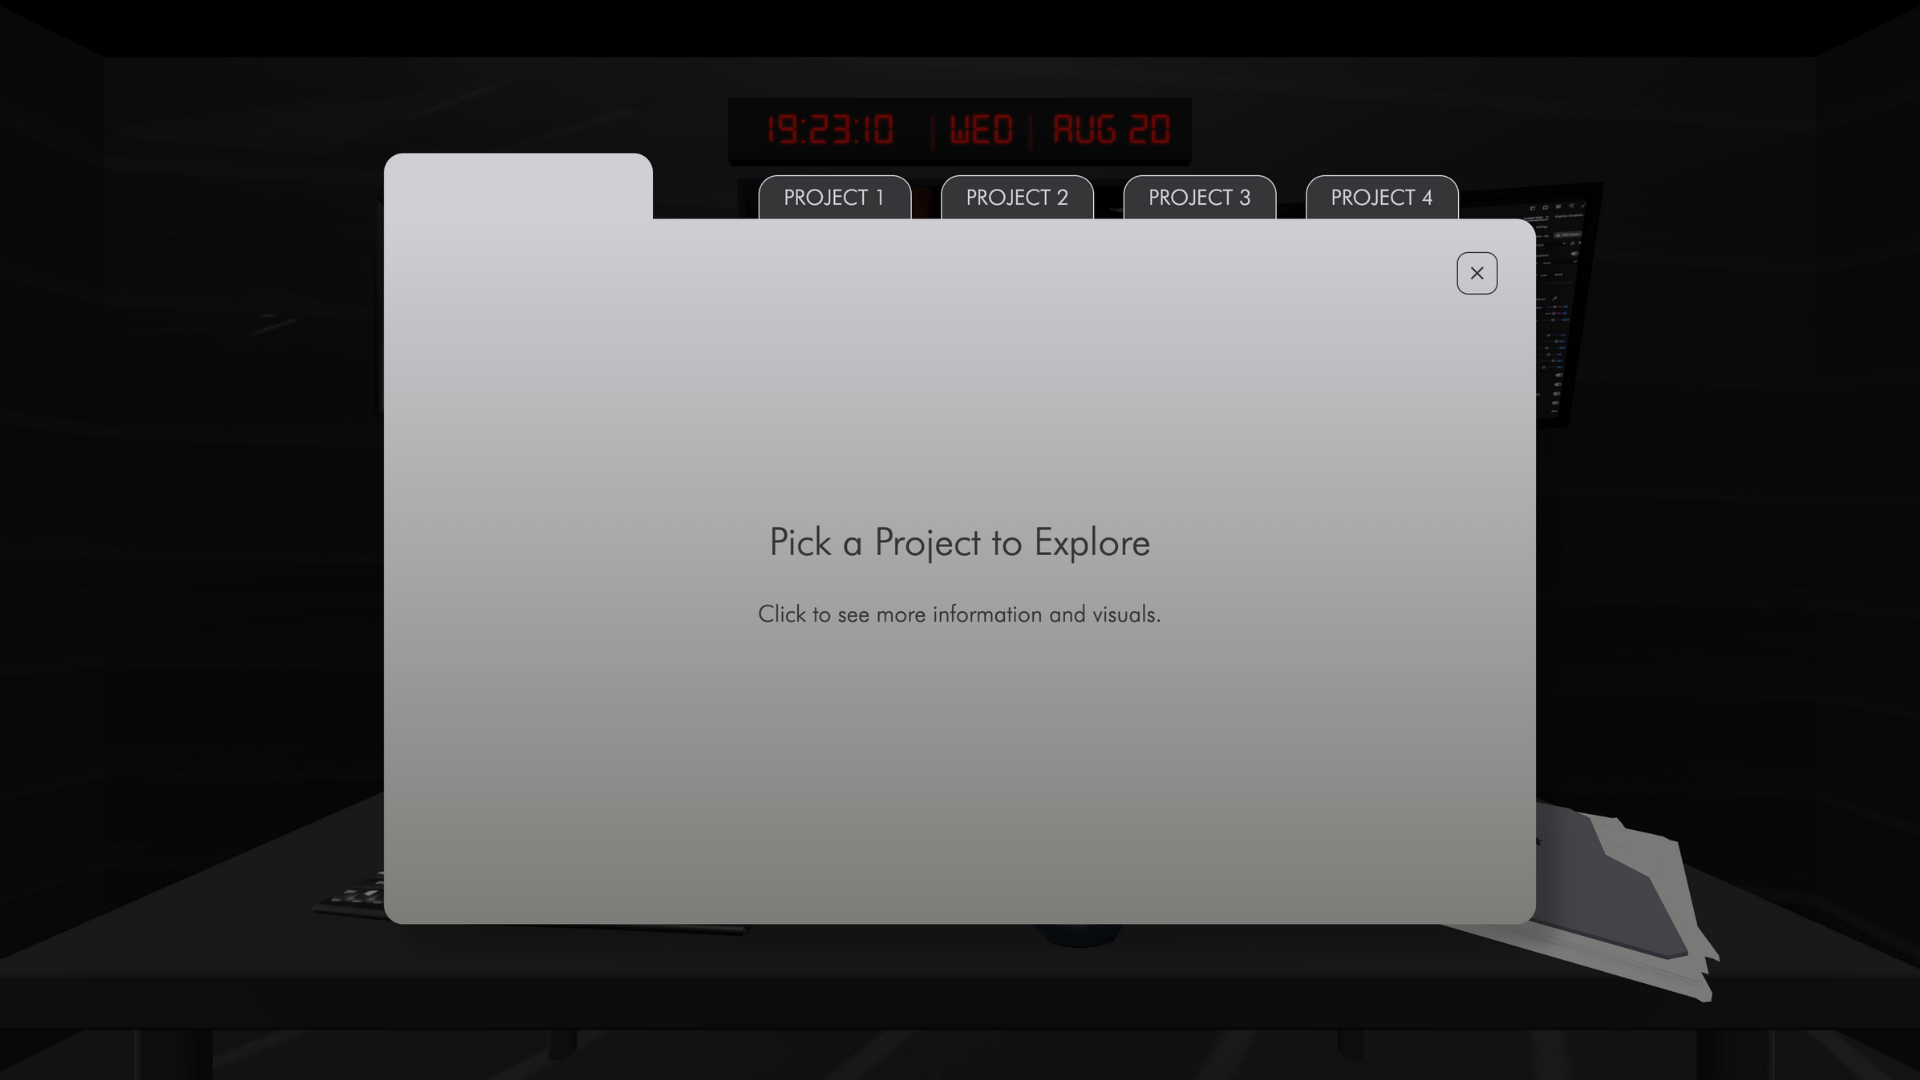 19:23:10 | WED | AUG 20
PROJECT 1
PROJECT 2
PROJECT 3
PROJECT 4
Pick a Project to Explore
Click to see more information and visuals.